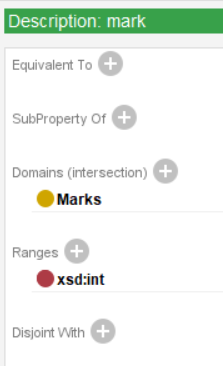 Description: mark
Equivalent To
SubProperty Of
Domains (intersection)
Marks
Ranges
xsd:int
Disjoint With